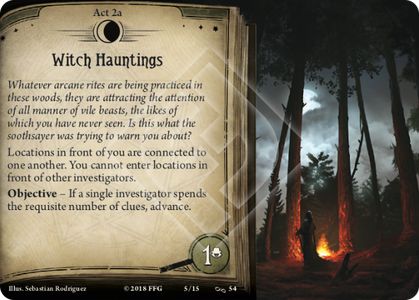 Act 2a
Witch Hauntings
Whatever arcane rites are being practiced in
these woods, they are attracting the attention
of all manner of vile beasts, the likes of
which you have never seen. Is this what the
soothsayer was trying to warn you about?
Locations in front of you are connected to
one another. You cannot enter locations in
front of other investigators.
Objective – If a single investigator spends
the requisite number of clues, advance.
1
Illus. Sebastian Rodriguez
© 2018 FFG
5/15
54